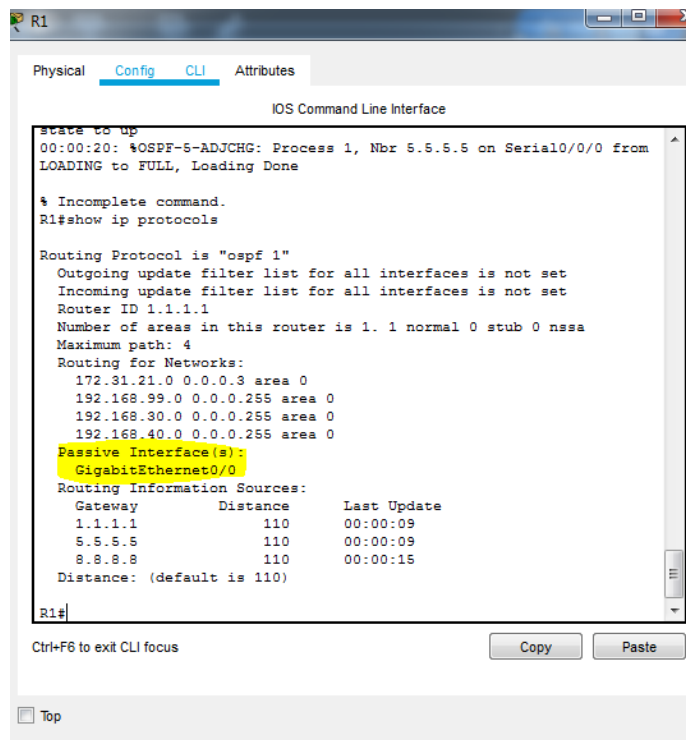 R1
Physical Config CLI Attributes
IOS Command Line Interface
state to up
00:00:20: %OSPF-5-ADJCHG: Process 1, Nbr 5.5.5.5 on Serial0/0/0 from
LOADING to FULL, Loading Done
% Incomplete command.
R1#show ip protocols
Routing Protocol is "ospf 1"
Outgoing update filter list for all interfaces is not set
Incoming update filter list for all interfaces is not set
Router ID 1.1.1.1
Number of areas in this router is 1. 1 normal 0 stub 0 nssa
Maximum path: 4
Routing for Networks:
172.31.21.0 0.0.0.3 area 0
192.168.99.0 0.0.0.255 area 0
192.168.30.0 0.0.0.255 area 0
192.168.40.0 0.0.0.255 area 0
Passive Interface(s):
GigabitEthernet0/0
Routing Information Sources:
Gateway Distance Last Update
1.1.1.1 110 00:00:09
5.5.5.5 110 00:00:09
8.8.8.8 110 00:00:15
Distance: (default is 110)
R1#
Ctrl+F6 to exit CLI focus
Copy Paste
Top